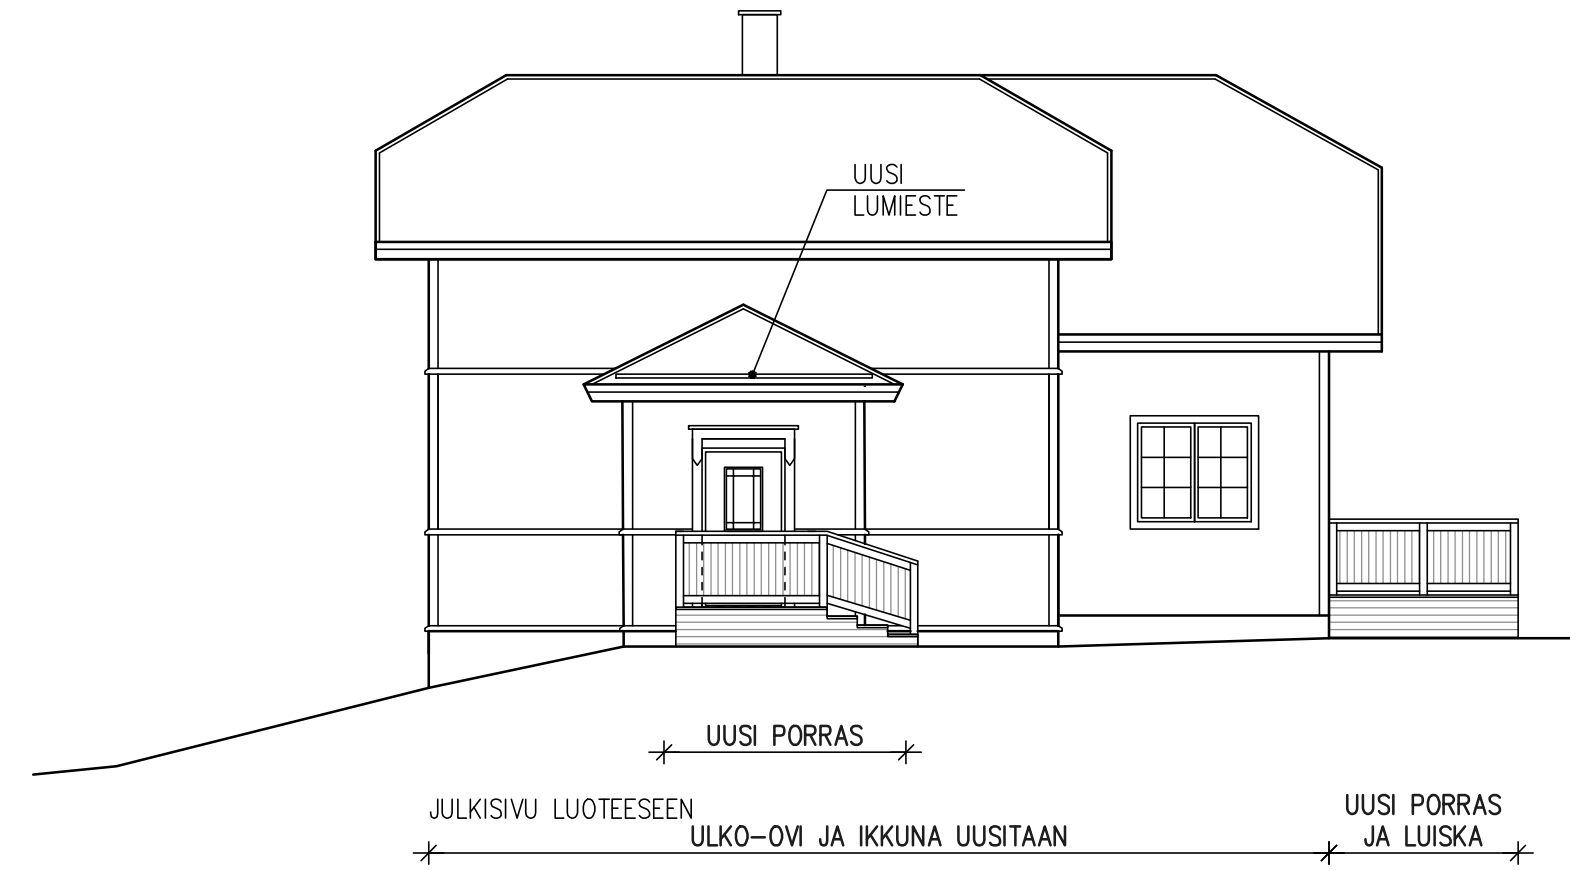 UUSI
LUMIESTE
UUSI PORRAS
JULKISIVU LUOTEESEEN
ULKO-OVI JA IKKUNA UUSITAAN
UUSI PORRAS
JA LUISKA